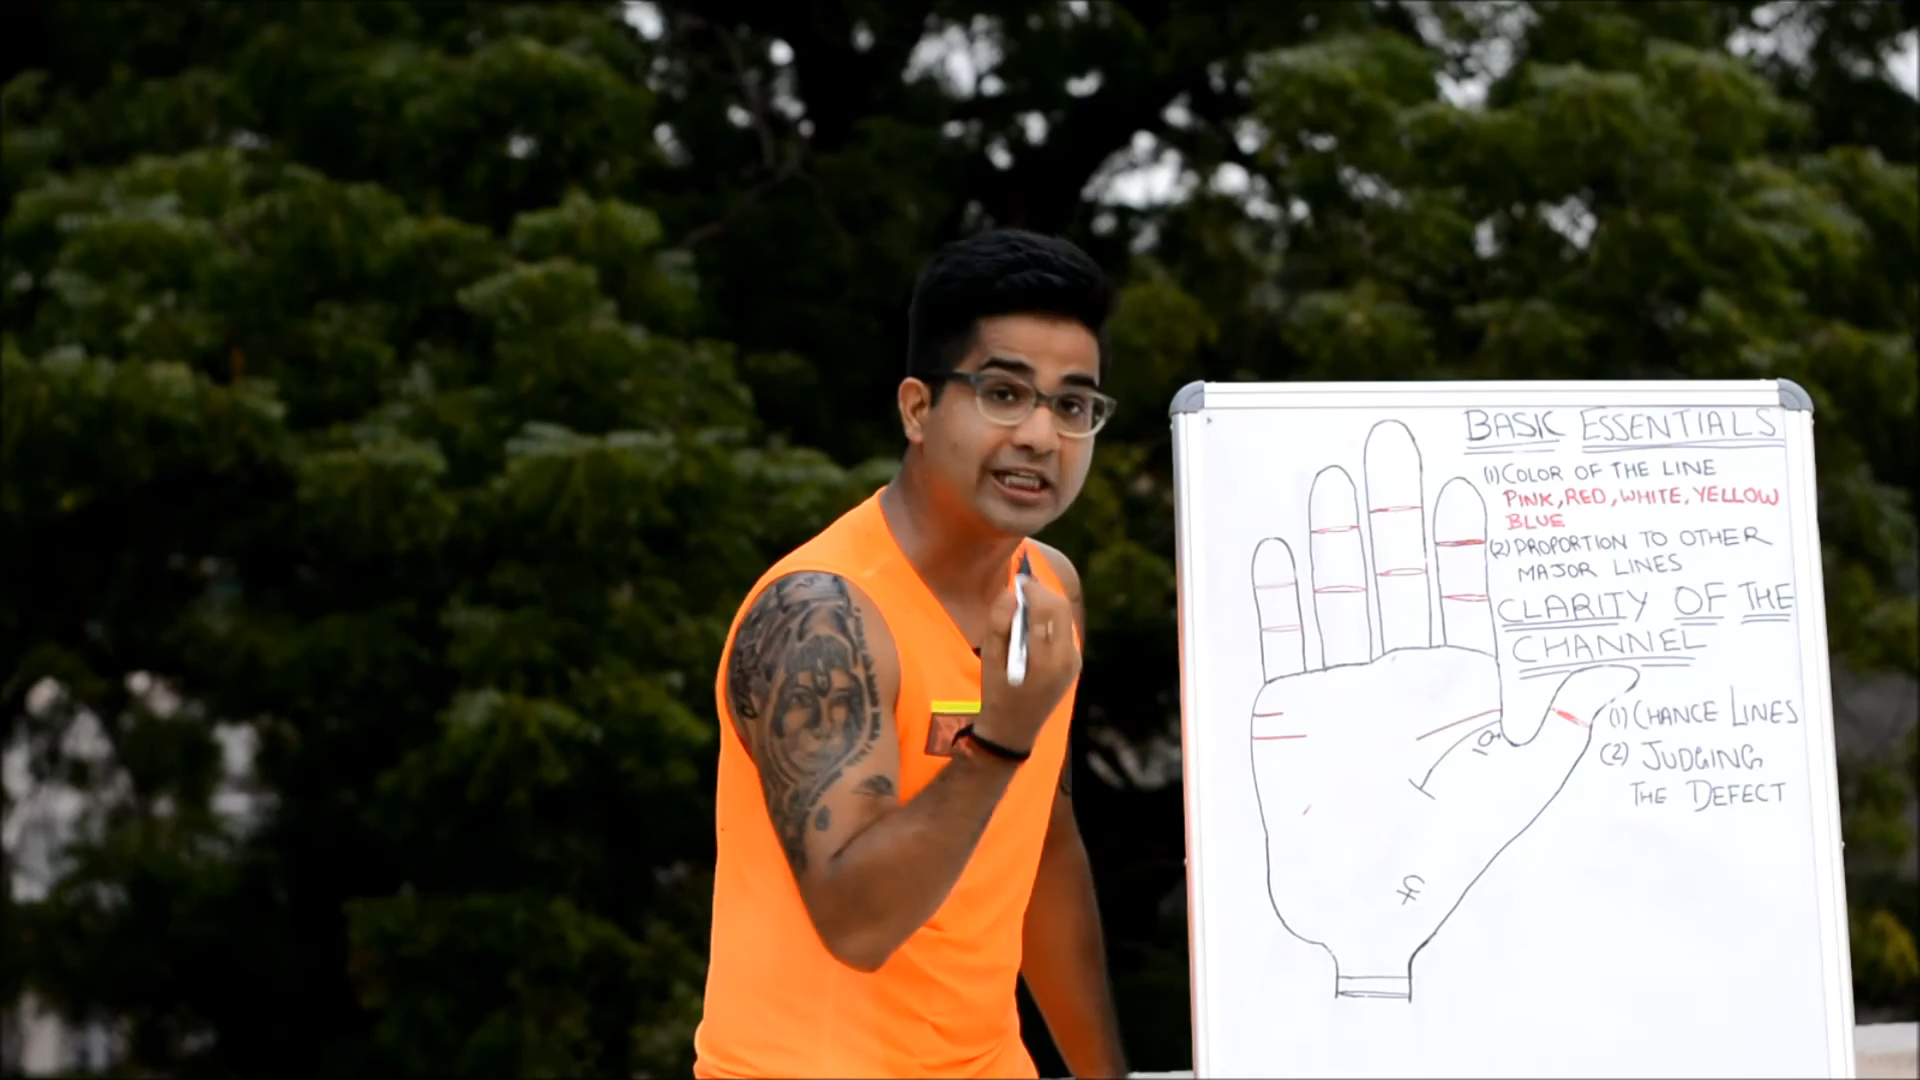 BASIC ESSENTIALS
(1) COLOR OF THE LINE
PINK, RED, WHITE, YELLOW
BLUE
(2) PROPORTION TO OTHER
MAJOR LINES
CLARITY OF THE
CHANNEL
(1) CHANCE LINES
(2) JUDGING
THE DEFECT